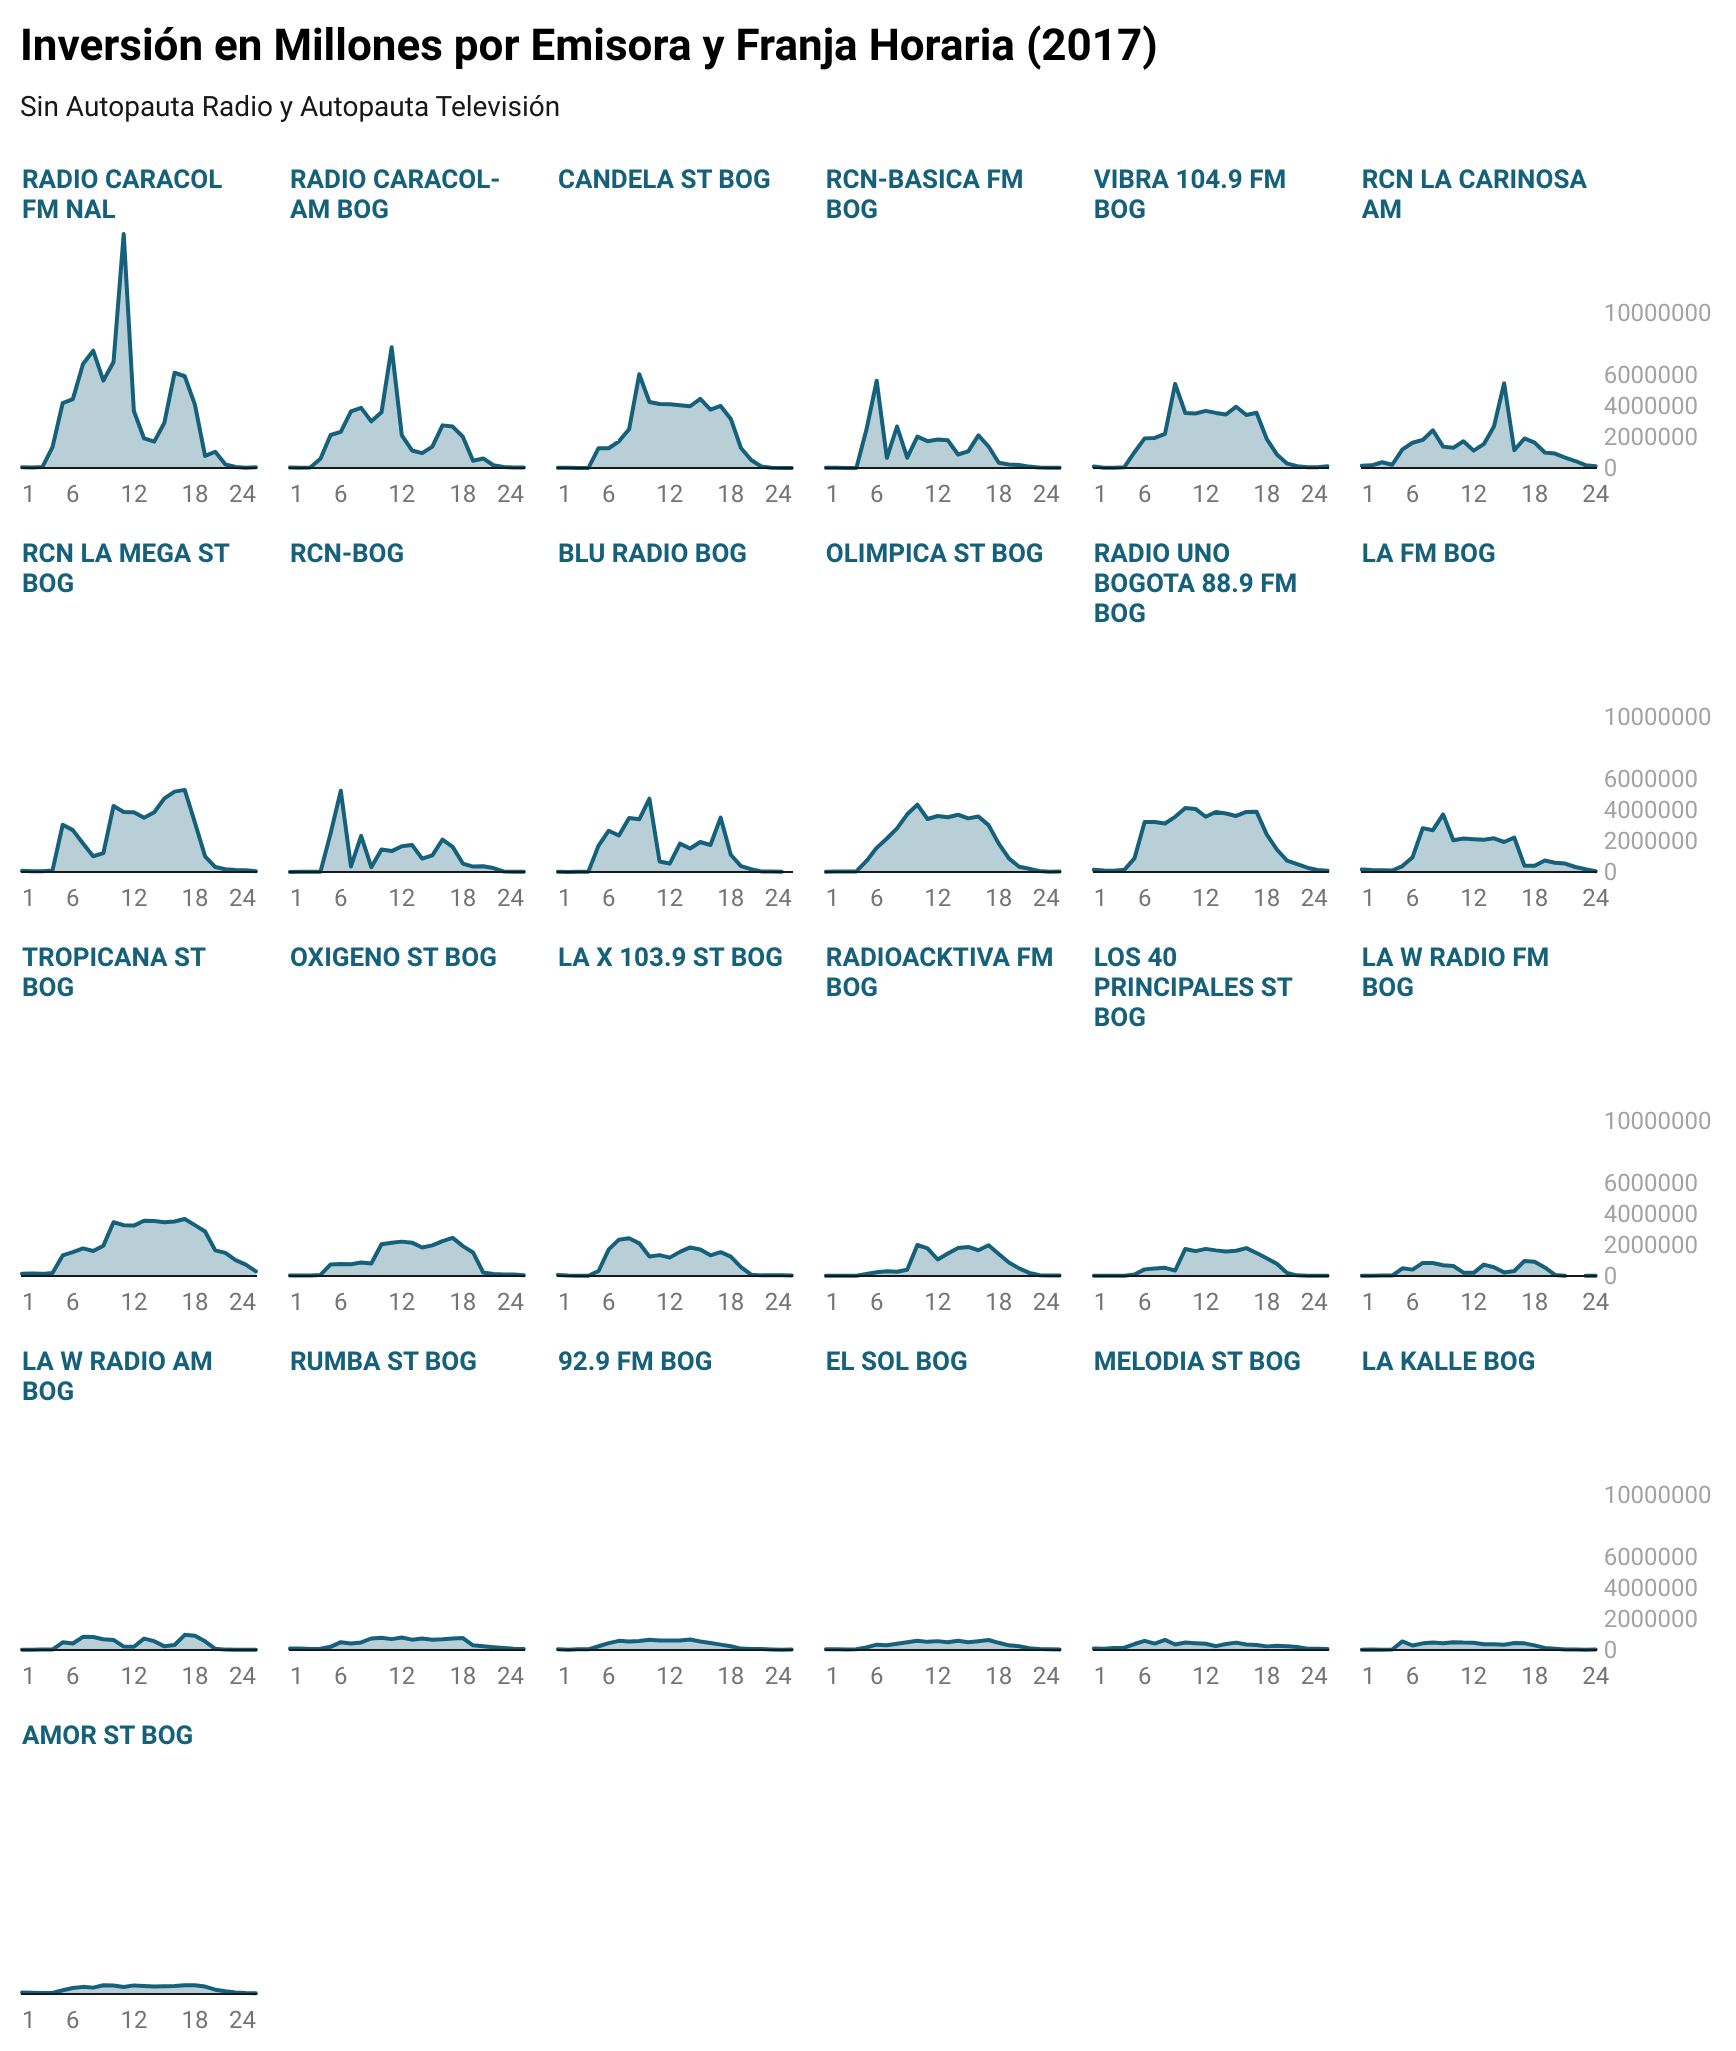 Inversión en Millones por Emisora y Franja Horaria (2017)
Sin Autopauta Radio y Autopauta Televisión
RADIO CARACOL
FM NAL
RADIO CARACOL-
AM BOG
CANDELA ST BOG
RCN-BASICA FM
BOG
VIBRA 104.9 FM
BOG
RCN LA CARINOSA
AM
10000000
6000000
4000000
2000000
0
1 6 12 18 24
1 6 12 18 24
1 6 12 18 24
1 6 12 18 24
1 6 12 18 24
1 6 12 18 24
RCN LA MEGA ST
BOG
RCN-BOG
BLU RADIO BOG
OLIMPICA ST BOG
RADIO UNO
BOGOTA 88.9 FM
BOG
LA FM BOG
10000000
6000000
4000000
2000000
0
1 6 12 18 24
1 6 12 18 24
1 6 12 18 24
1 6 12 18 24
1 6 12 18 24
1 6 12 18 24
TROPICANA ST
BOG
OXIGENO ST BOG
LA X 103.9 ST BOG
RADIOACKTIVA FM
BOG
LOS 40
PRINCIPALES ST
BOG
LA W RADIO FM
BOG
10000000
6000000
4000000
2000000
0
1 6 12 18 24
1 6 12 18 24
1 6 12 18 24
1 6 12 18 24
1 6 12 18 24
1 6 12 18 24
LA W RADIO AM
BOG
RUMBA ST BOG
92.9 FM BOG
EL SOL BOG
MELODIA ST BOG
LA KALLE BOG
10000000
6000000
4000000
2000000
0
1 6 12 18 24
1 6 12 18 24
1 6 12 18 24
1 6 12 18 24
1 6 12 18 24
1 6 12 18 24
AMOR ST BOG
1 6 12 18 24